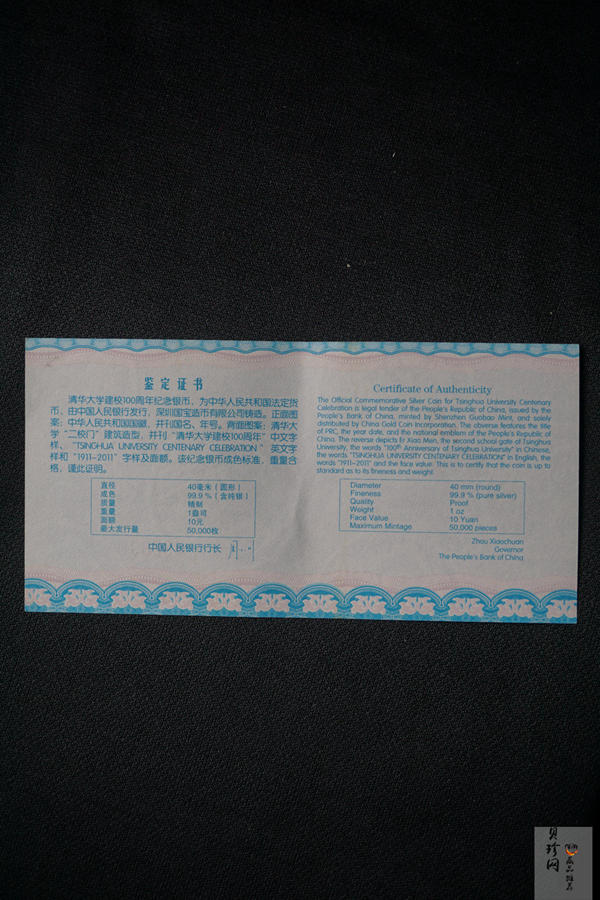 鉴定证书
清华大学建校100周年纪念银币，为中华人民共和国法定货
币、由中国人民银行发行，深圳国宝造币有限公司铸造。正面图
案：中华人民共和国国徽，并刊国名、年号。背面图案：清华大
学“二校门”建筑造型，并刊“清华大学建校100周年”中文字
样、“TSINGHUA UNIVERSITY CENTENARY CELEBRATION”英文字
样和“1911-2011”字样及面额。该纪念银币成色标准，重量合
格，谨此证明。
直径 40毫米（圆形）
成色 99.9％（含纯银）
质量 精制
重量 1盎司
面额 10元
最大发行量 50,000枚
中国人民银行行长
Certificate of Authenticity
The Official Commemorative Silver Coin for Tsinghua University Centenary
Celebration is legal tender of the People's Republic of China, issued by the
People's Bank of China, minted by Shenzhen Guobao Mint, and solely
distributed by China Gold Coin Incorporation. The obverse features the title
of PRC, the year date, and the national emblem of the People's Republic of
China. The reverse depicts Er Xiao Men, the second school gate of Tsinghua
University, the words "100th Anniversary of Tsinghua University" in Chinese,
the words "TSINGHUA UNIVERSITY CENTENARY CELEBRATION" in English, the
words "1911-2011" and the face value. This is to certify that the coin is up to
standard as to its fineness and weight.
Diameter 40 mm (round)
Fineness 99.9 % (pure silver)
Quality Proof
Weight 1 oz
Face Value 10 Yuan
Maximum Mintage 50,000 pieces
Zhou Xiaochuan
Governor
The People's Bank of China
贝珍网
藏品推荐